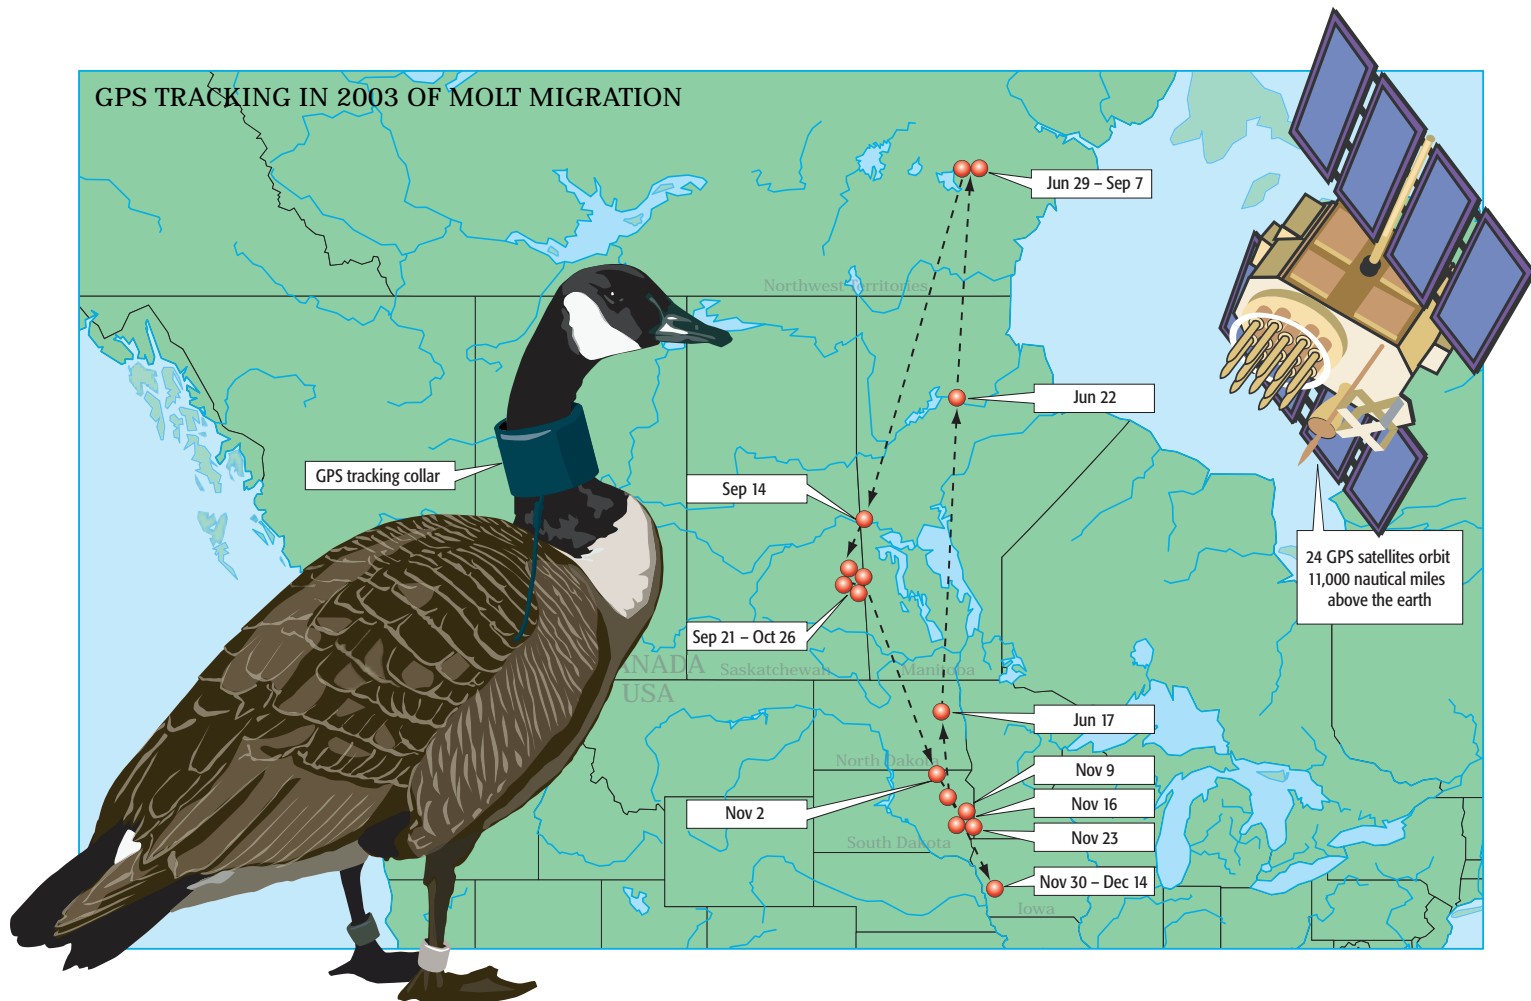 GPS TRACKING IN 2003 OF MOLT MIGRATION
Jun 29 – Sep 7
Northwest Territories
Jun 22
GPS tracking collar
Sep 14
24 GPS satellites orbit
11,000 nautical miles
above the earth
Sep 21 – Oct 26
ANADA
Saskatchewan
Manitoba
USA
Jun 17
North Dakota
Nov 9
Nov 16
Nov 2
Nov 23
South Dakota
Nov 30 – Dec 14
Iowa